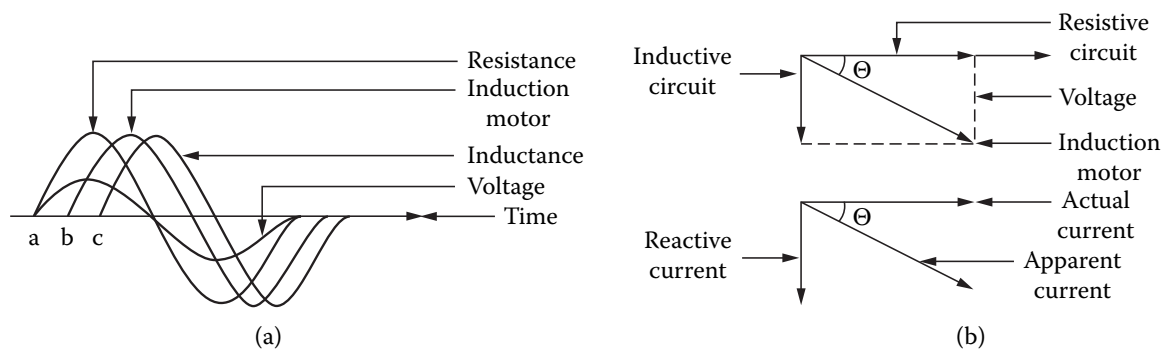 Resistance
Induction
motor
Inductance
Voltage
Time
a
b
c
(a)
Inductive
circuit
Θ
Resistive
circuit
Voltage
Induction
motor
Reactive
current
Θ
Actual
current
Apparent
current
(b)